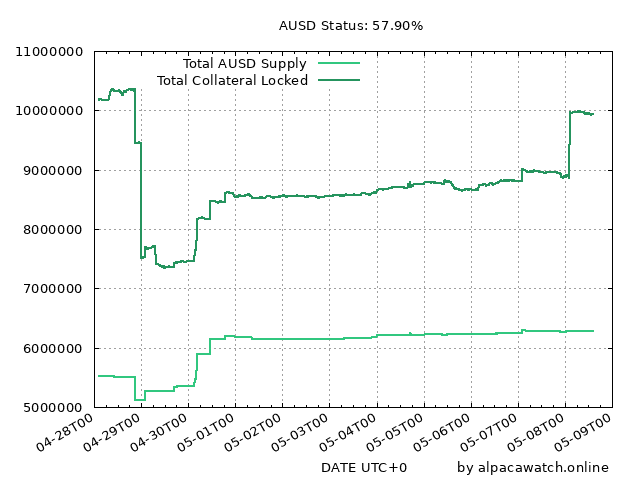 AUSD Status: 57.90%
11000000
Total AUSD Supply
Total Collateral Locked
10000000
9000000
8000000
7000000
6000000
5000000
04-28T00
04-29T00
04-30T00
05-01T00
05-02T00
05-03T00
05-04T00
05-05T00
05-06T00
05-07T00
05-08T00
05-09T00
DATE UTC+0
by alpacawatch.online